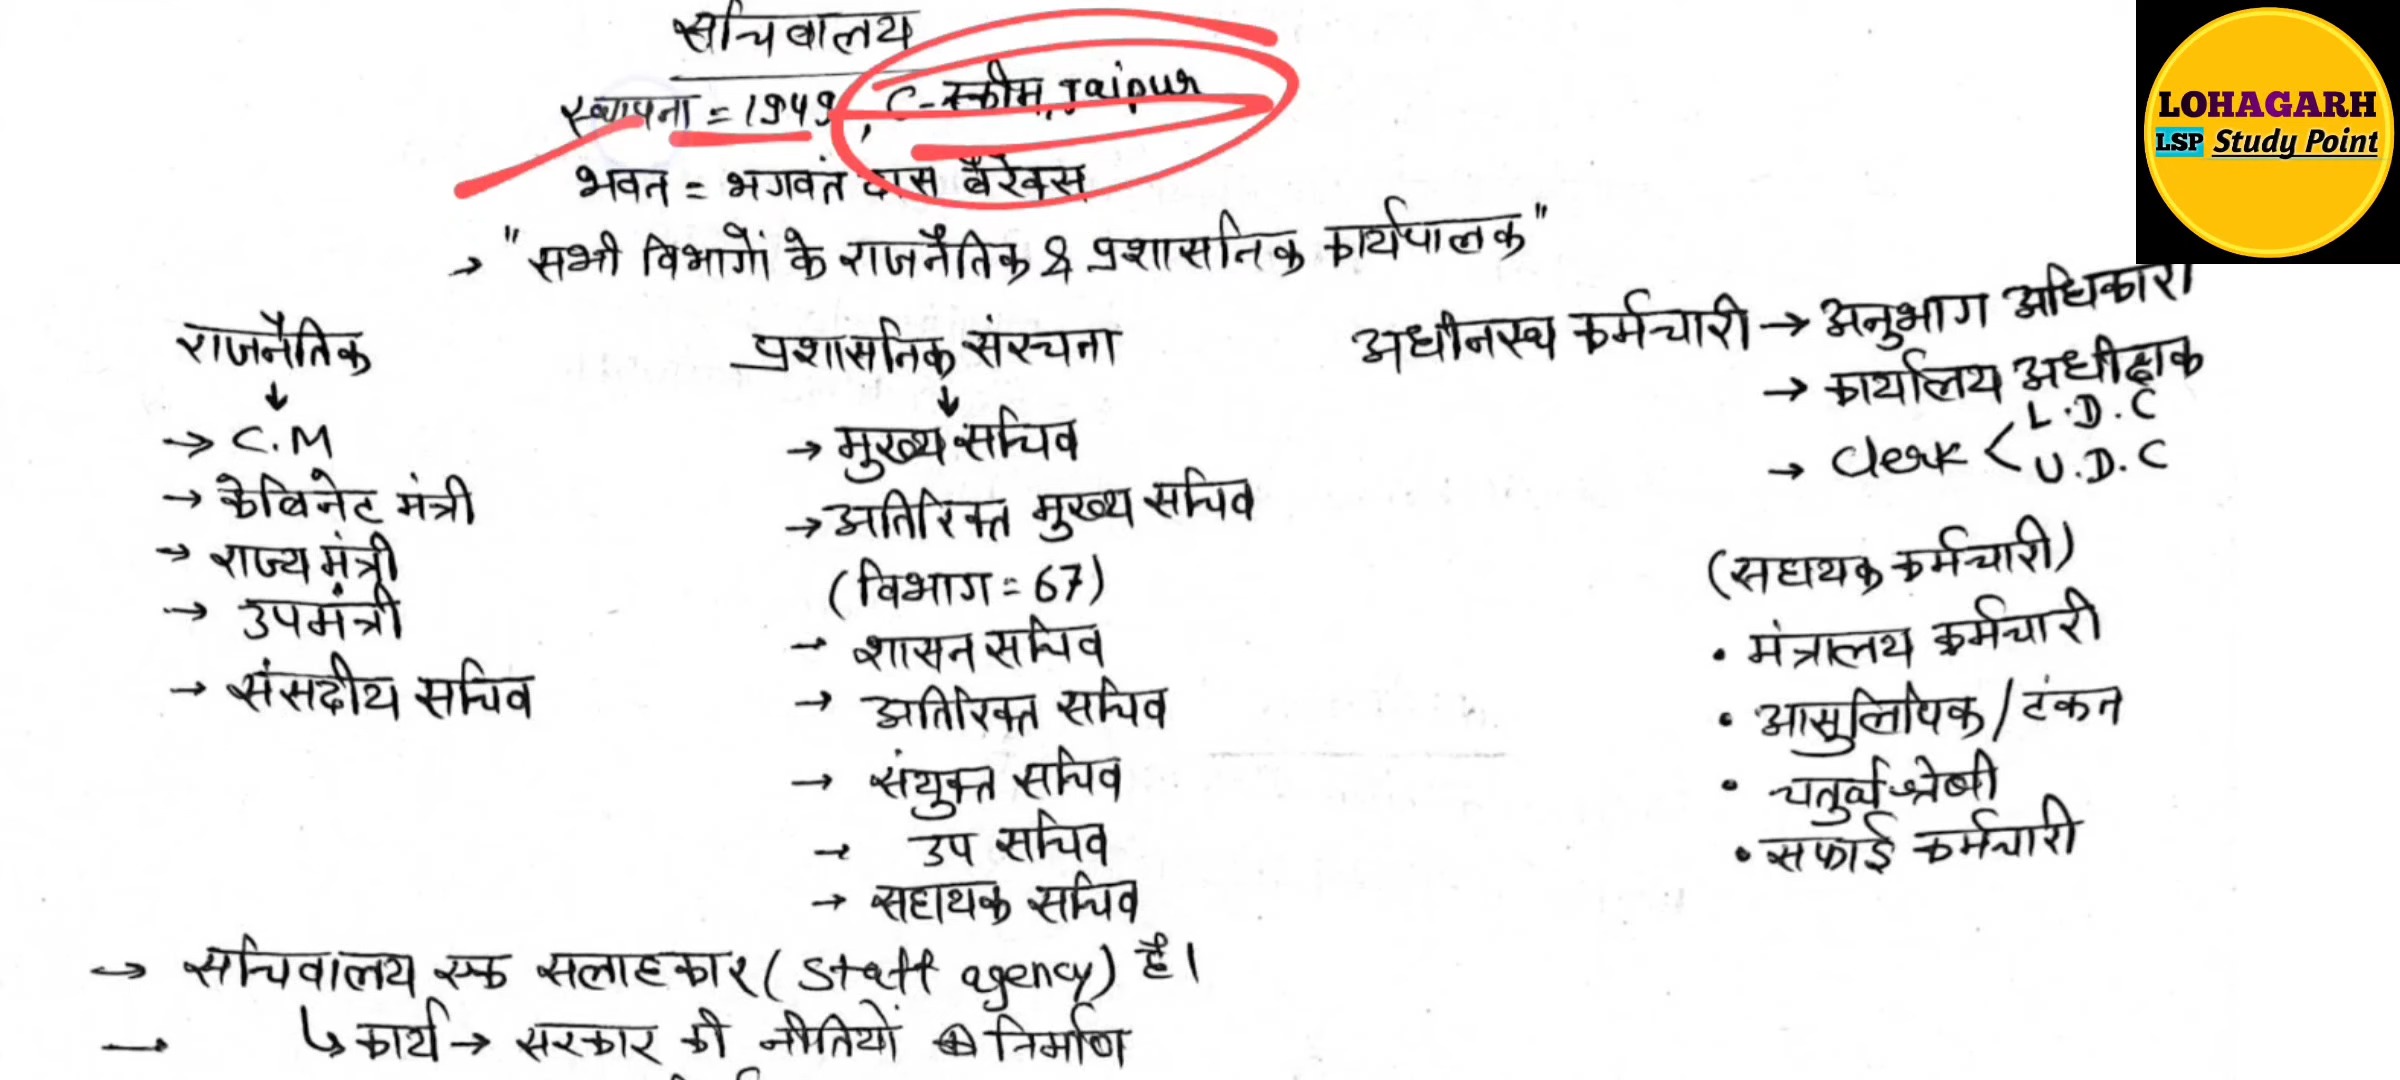 सचिवालय
स्थापना = 1949, C-स्कीम, Jaipur
भवन = भगवंत दास बैरेक्स
→ "सभी विभागों के राजनैतिक & प्रशासनिक कार्यपालक"
LOHAGARH
LSP Study Point
राजनैतिक
↓
→ C.M
→ केबिनेट मंत्री
→ राज्य मंत्री
→ उपमंत्री
→ संसदीय सचिव
प्रशासनिक संरचना
↓
→ मुख्य सचिव
→ अतिरिक्त मुख्य सचिव
(विभाग = 67)
→ शासन सचिव
→ अतिरिक्त सचिव
→ संयुक्त सचिव
→ उप सचिव
→ सहायक सचिव
अधीनस्थ कर्मचारी → अनुभाग अधिकारी
→ कार्यालय अधीक्षक
→ Clerk < L.D.C
U.D.C
(सहायक कर्मचारी)
• मंत्रालय कर्मचारी
• आसुलिपिक / टंकन
• चतुर्थ श्रेणी
• सफाई कर्मचारी
→ सचिवालय एक सलाहकार (Staff agency) है।
↳ कार्य → सरकार की नीतियों का निर्माण